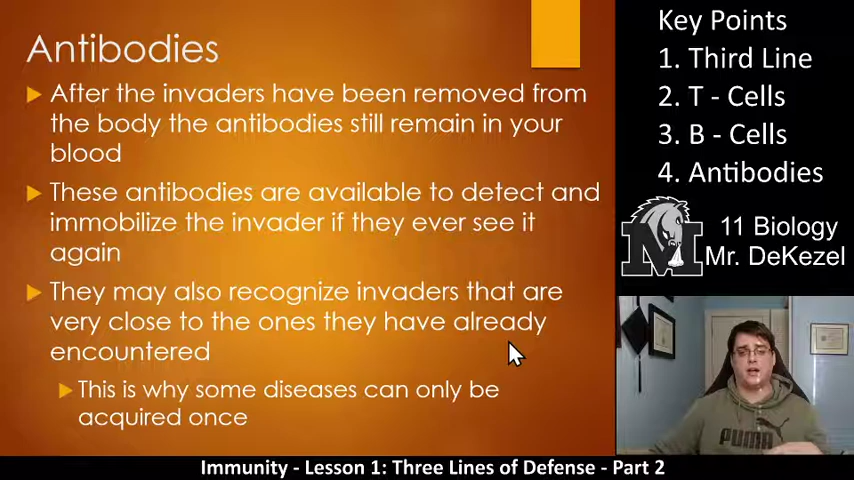 Antibodies
After the invaders have been removed from
the body the antibodies still remain in your
blood
These antibodies are available to detect and
immobilize the invader if they ever see it
again
They may also recognize invaders that are
very close to the ones they have already
encountered
This is why some diseases can only be
acquired once
Key Points
1. Third Line
2. T - Cells
3. B - Cells
4. Antibodies
M
11 Biology
Mr. DeKezel
PUMA
Immunity - Lesson 1: Three Lines of Defense - Part 2